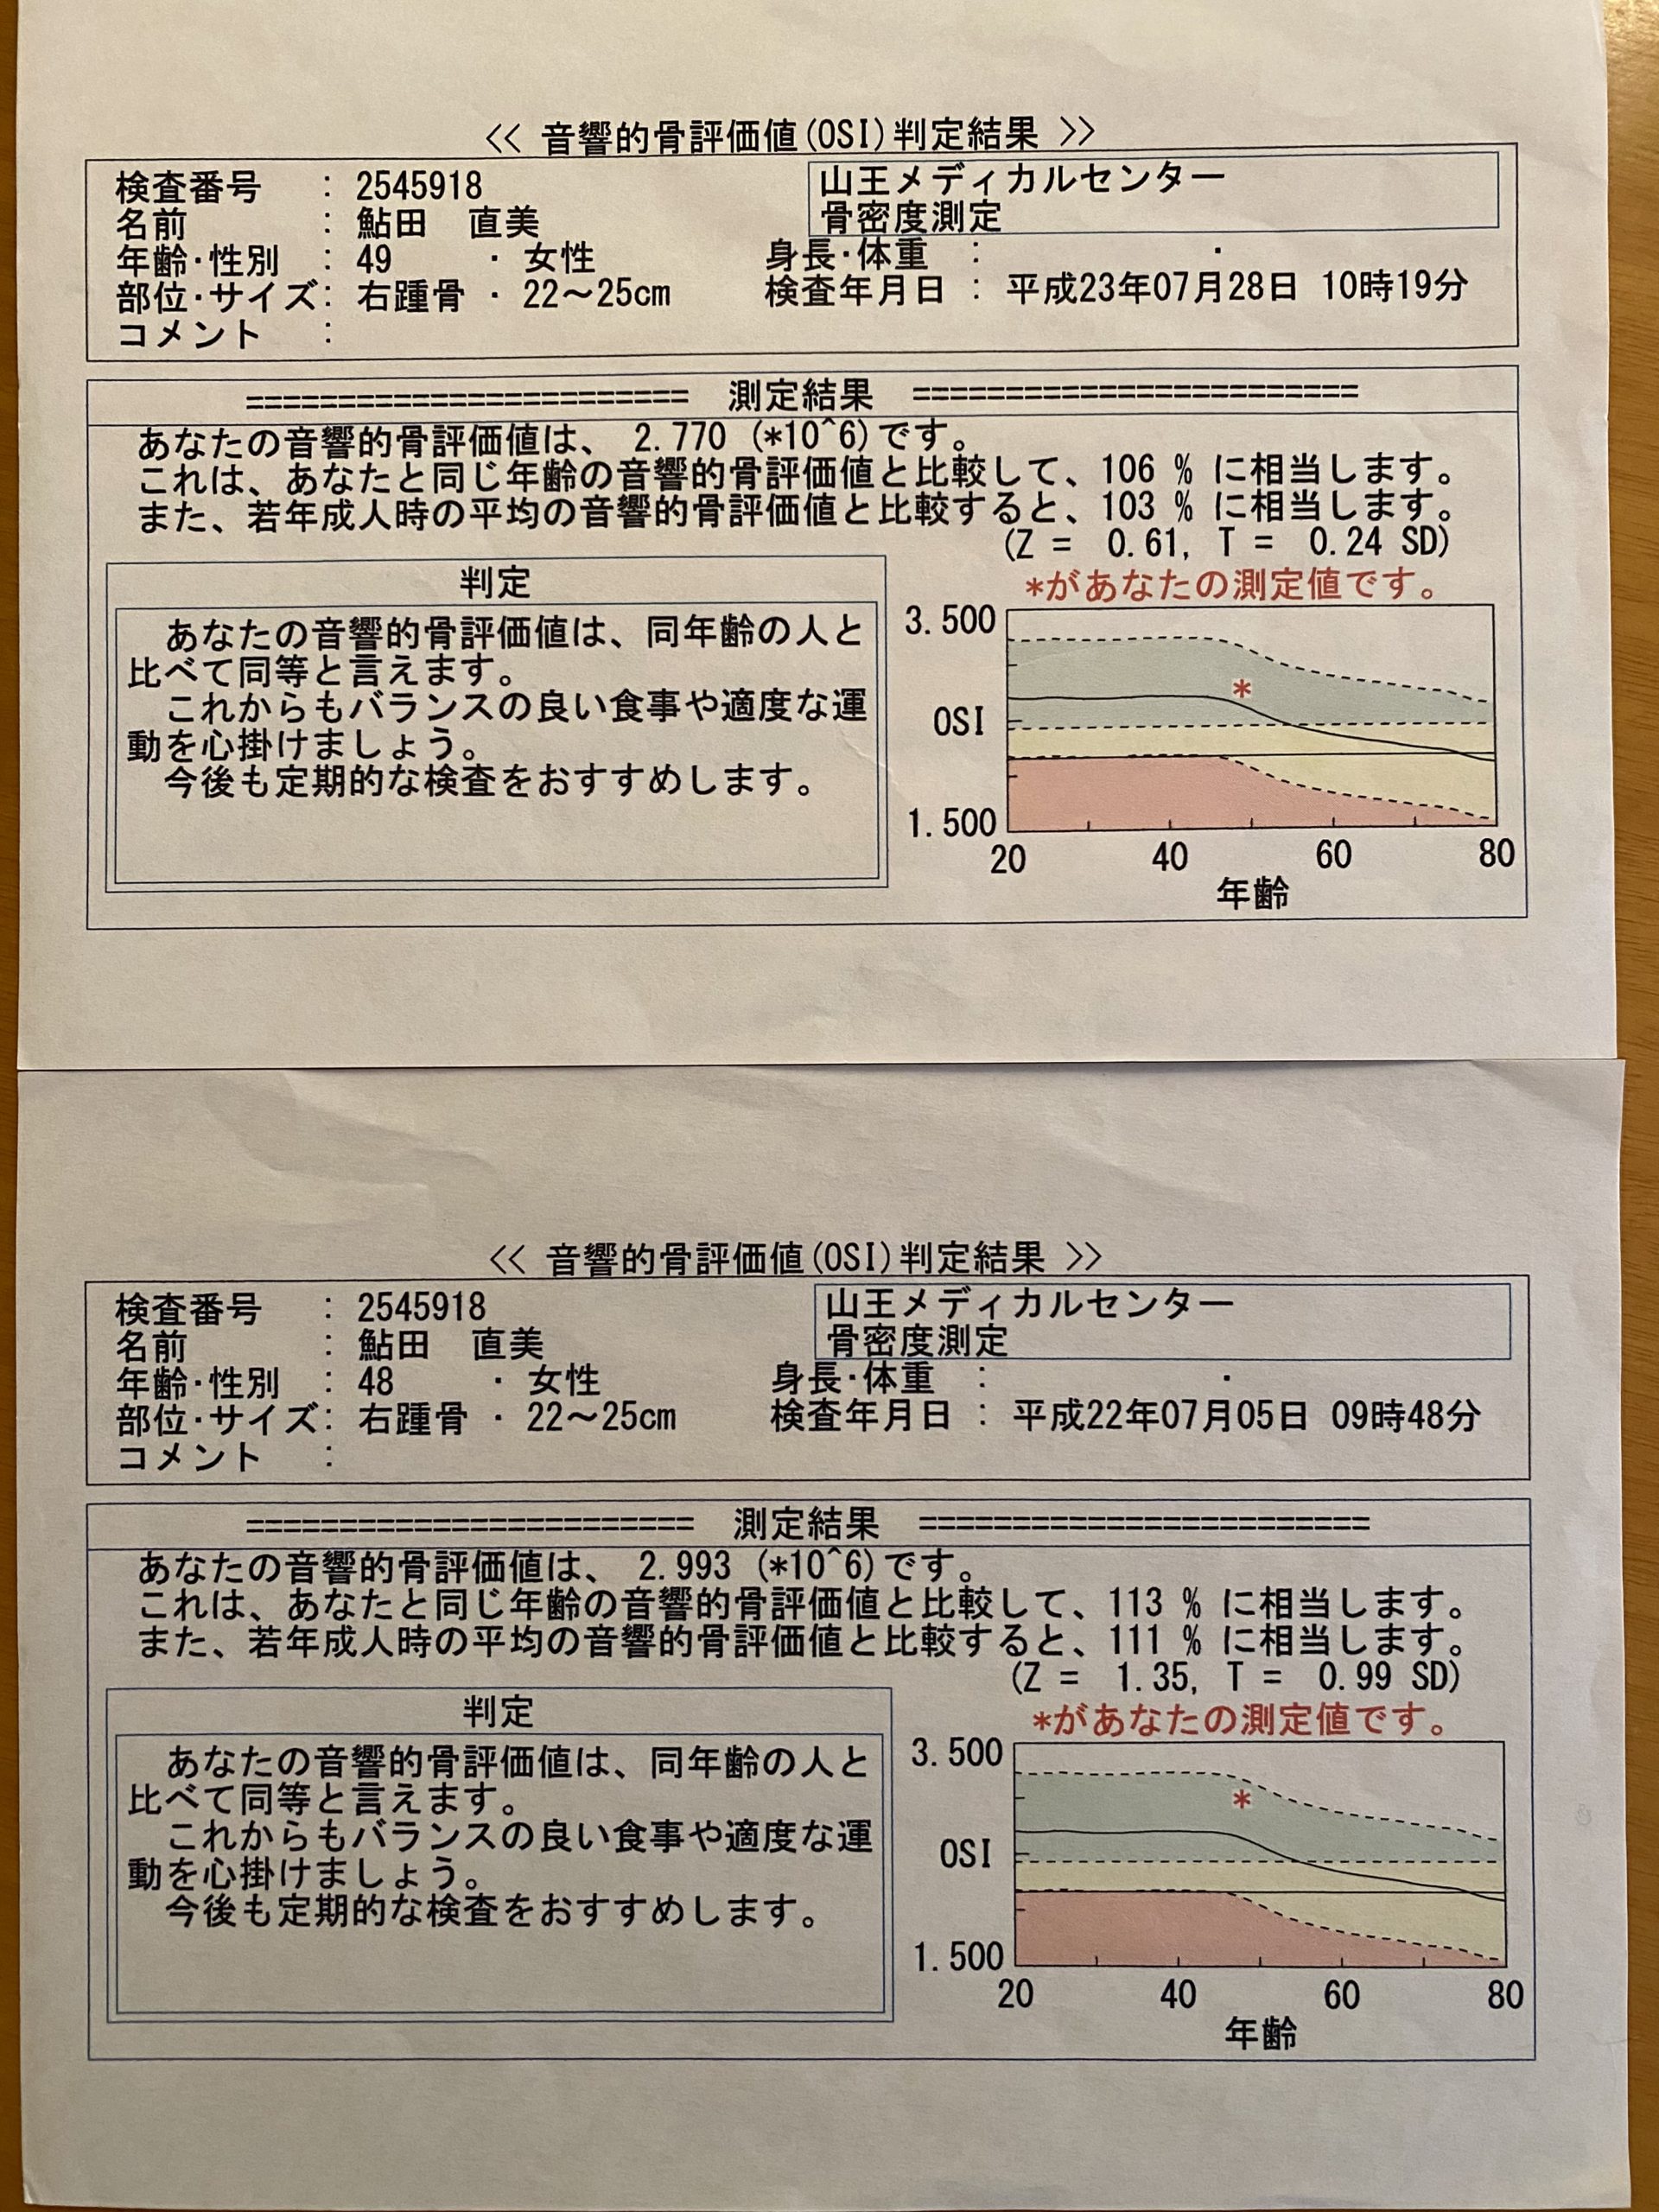 << 音響的骨評価値(OSI)判定結果 >>
検査番号 : 2545918
山王メディカルセンター
名前 : 鮎田 直美
骨密度測定
年齢･性別 : 49 ･ 女性
身長･体重 : ･
部位･サイズ: 右踵骨 ･ 22〜25cm
検査年月日 : 平成23年07月28日 10時19分
コメント :
======================== 測定結果 ========================
あなたの音響的骨評価値は、 2.770 (*10^6)です。
これは、あなたと同じ年齢の音響的骨評価値と比較して、106 % に相当します。
また、若年成人時の平均の音響的骨評価値と比較すると、103 % に相当します。
(Z = 0.61, T = 0.24 SD)
判定
あなたの音響的骨評価値は、同年齢の人と
比べて同等と言えます。
これからもバランスの良い食事や適度な運
動を心掛けましょう。
今後も定期的な検査をおすすめします。
*があなたの測定値です。
3.500
*
OSI
1.500
20 40 60 80
年齢
<< 音響的骨評価値(OSI)判定結果 >>
検査番号 : 2545918
山王メディカルセンター
名前 : 鮎田 直美
骨密度測定
年齢･性別 : 48 ･ 女性
身長･体重 : ･
部位･サイズ: 右踵骨 ･ 22〜25cm
検査年月日 : 平成22年07月05日 09時48分
コメント :
======================== 測定結果 ========================
あなたの音響的骨評価値は、 2.993 (*10^6)です。
これは、あなたと同じ年齢の音響的骨評価値と比較して、113 % に相当します。
また、若年成人時の平均の音響的骨評価値と比較すると、111 % に相当します。
(Z = 1.35, T = 0.99 SD)
判定
あなたの音響的骨評価値は、同年齢の人と
比べて同等と言えます。
これからもバランスの良い食事や適度な運
動を心掛けましょう。
今後も定期的な検査をおすすめします。
*があなたの測定値です。
3.500
*
OSI
1.500
20 40 60 80
年齢